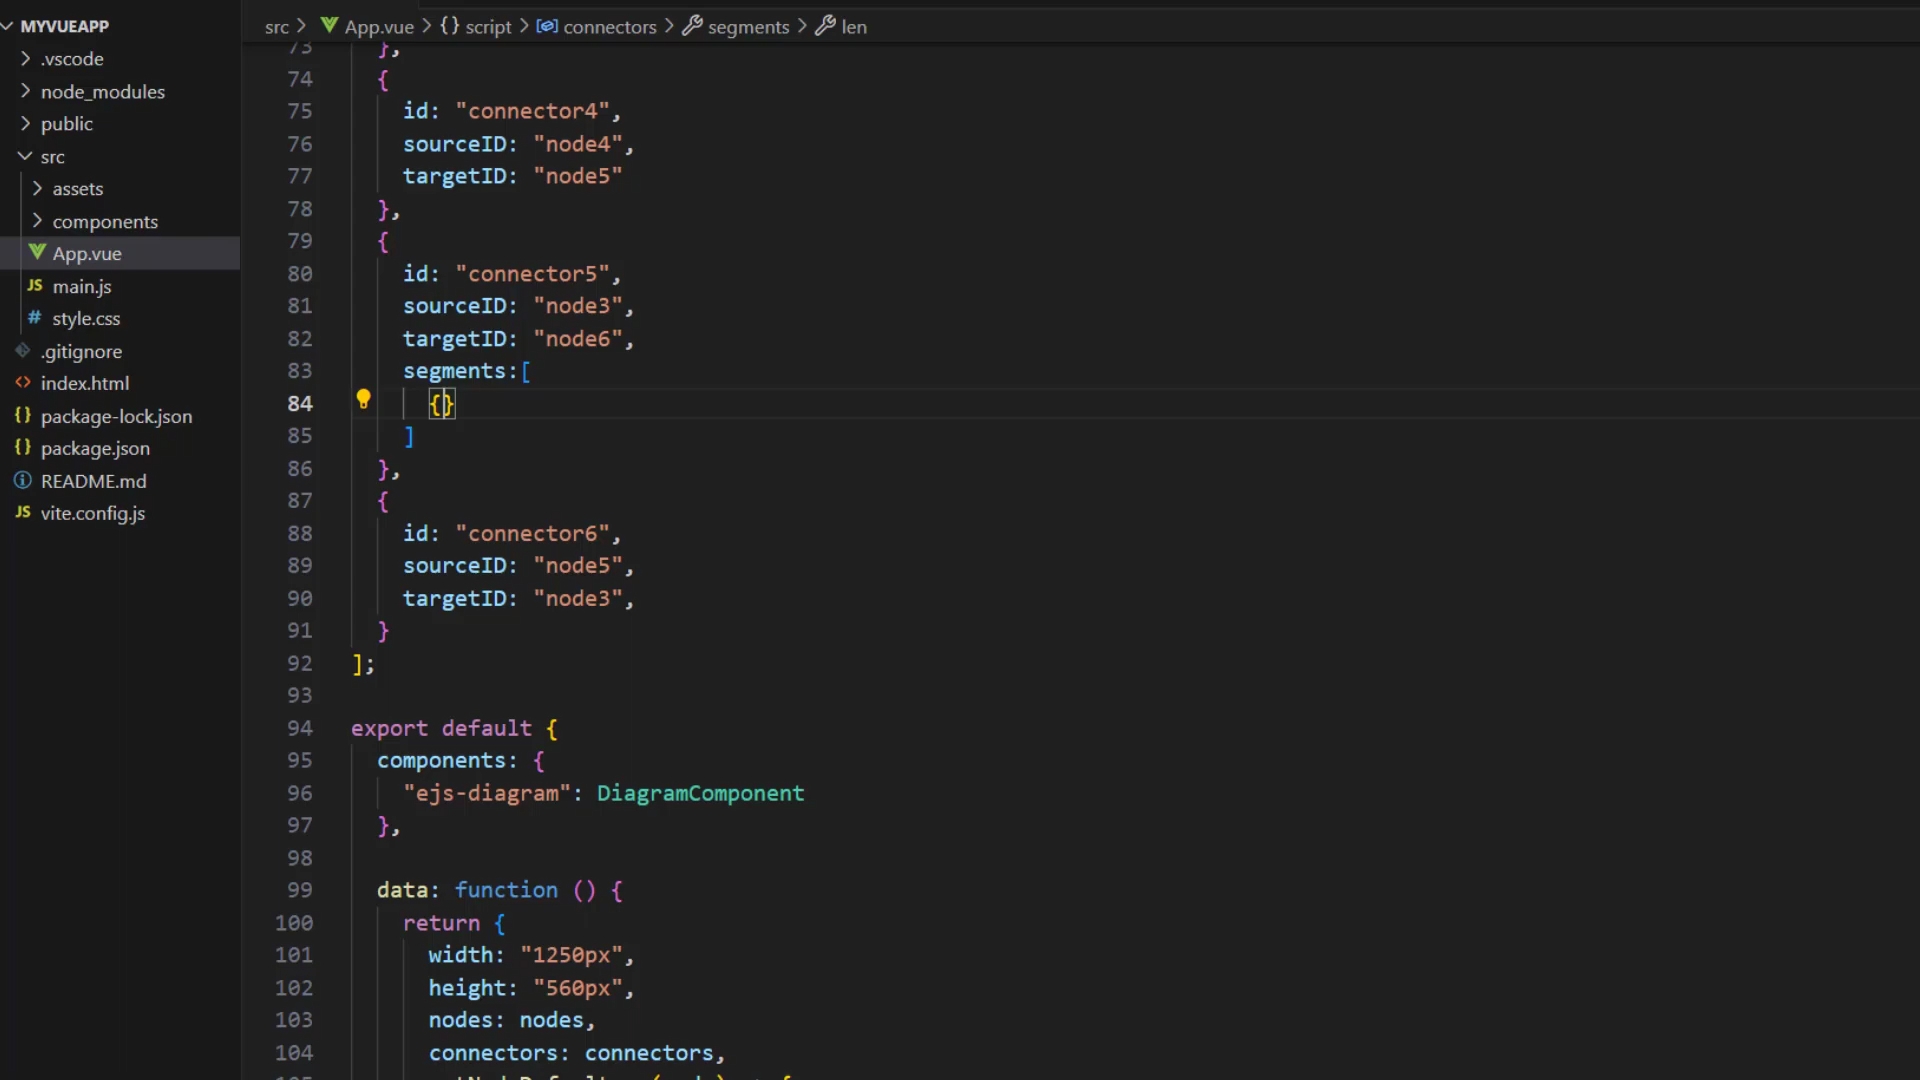 MYVUEAPP
.vscode
node_modules
public
src
assets
components
App.vue
JS main.js
# style.css
.gitignore
<> index.html
{} package-lock.json
{} package.json
README.md
JS vite.config.js
src > App.vue > {} script > connectors > segments > len
73 },
74 {
75 id: "connector4",
76 sourceID: "node4",
77 targetID: "node5"
78 },
79 {
80 id: "connector5",
81 sourceID: "node3",
82 targetID: "node6",
83 segments:[
84 {}
85 ]
86 },
87 {
88 id: "connector6",
89 sourceID: "node5",
90 targetID: "node3",
91 }
92 ];
93
94 export default {
95 components: {
96 "ejs-diagram": DiagramComponent
97 },
98
99 data: function () {
100 return {
101 width: "1250px",
102 height: "560px",
103 nodes: nodes,
104 connectors: connectors,